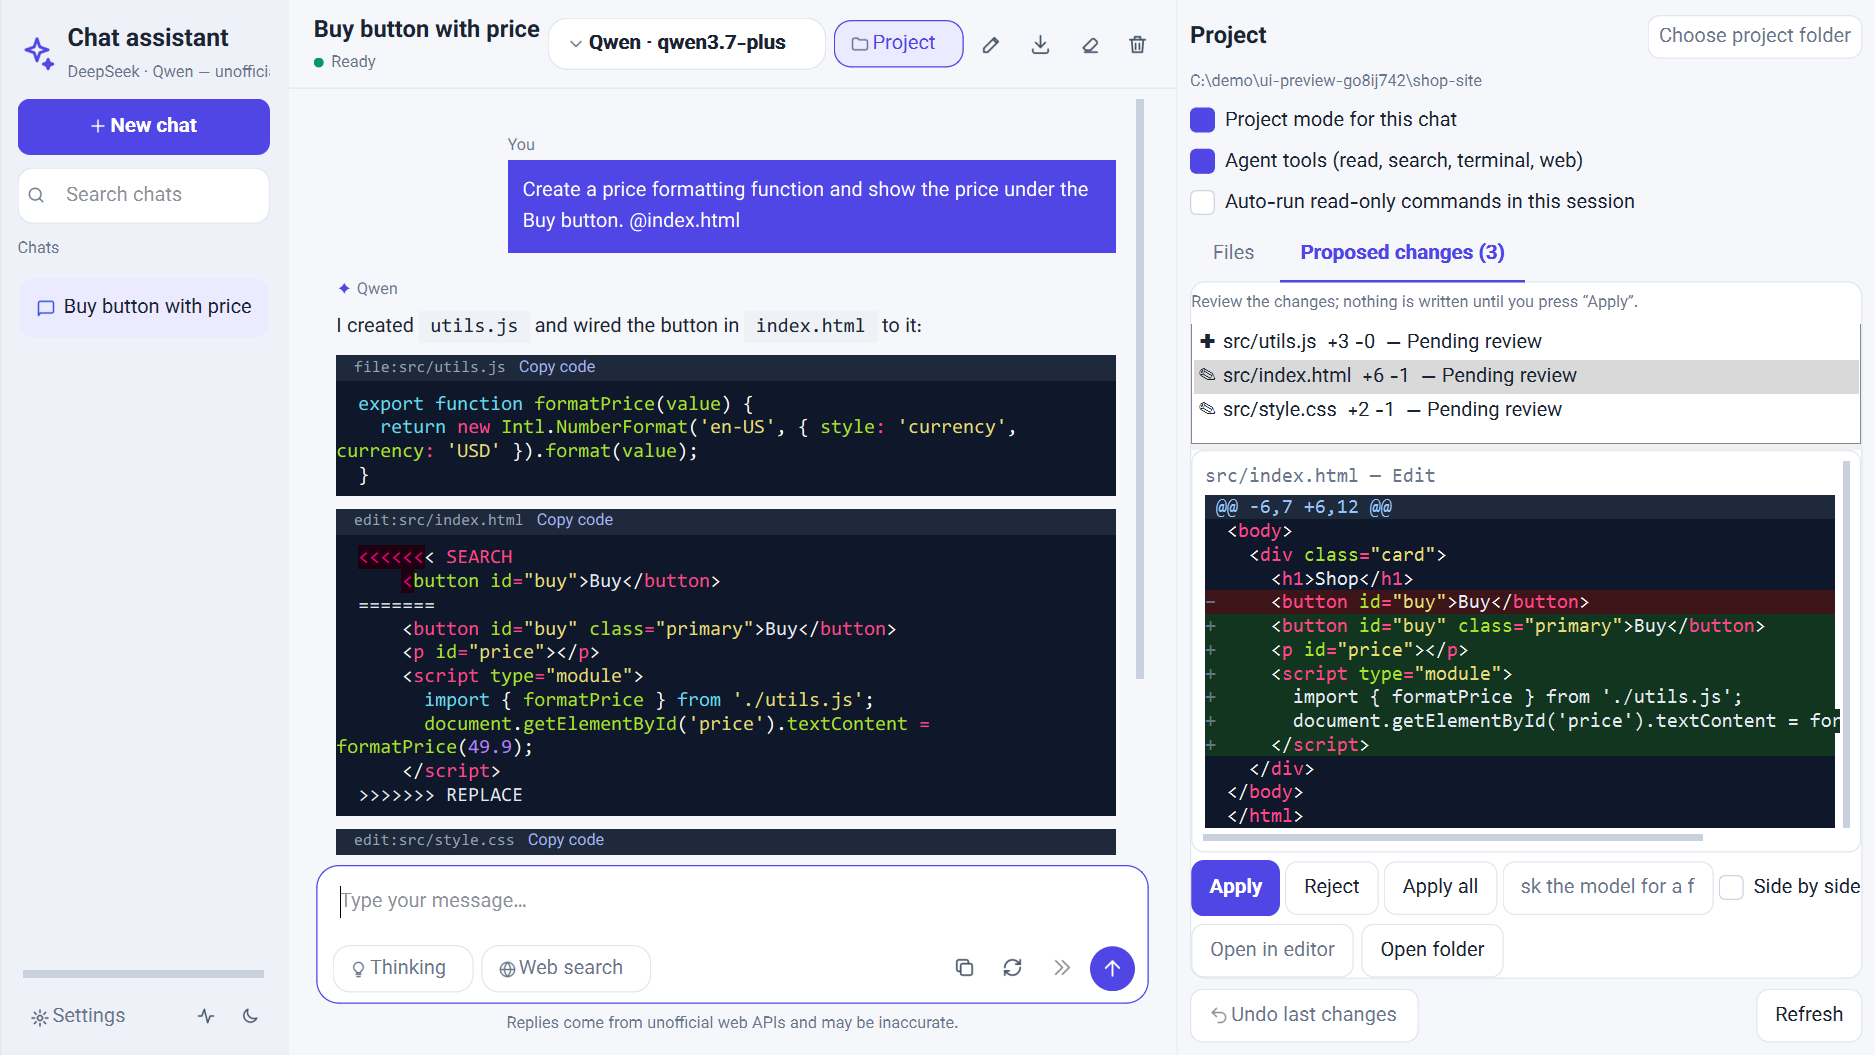 Chat assistant
DeepSeek · Qwen — unoffici
+ New chat
Search chats
Chats
Buy button with price
Settings
Buy button with price
Ready
Qwen · qwen3.7-plus
Project
You
Create a price formatting function and show the price under the
Buy button. @index.html
Qwen
I created utils.js and wired the button in index.html to it:
file:src/utils.js Copy code
export function formatPrice(value) {
return new Intl.NumberFormat('en-US', { style: 'currency',
currency: 'USD' }).format(value);
}
edit:src/index.html Copy code
<<<<<<< SEARCH
<button id="buy">Buy</button>
=======
<button id="buy" class="primary">Buy</button>
<p id="price"></p>
<script type="module">
import { formatPrice } from './utils.js';
document.getElementById('price').textContent =
formatPrice(49.9);
</script>
>>>>>>> REPLACE
edit:src/style.css Copy code
Type your message...
Thinking
Web search
Replies come from unofficial web APIs and may be inaccurate.
Project
Choose project folder
C:\demo\ui-preview-go8ij742\shop-site
Project mode for this chat
Agent tools (read, search, terminal, web)
Auto-run read-only commands in this session
Files
Proposed changes (3)
Review the changes; nothing is written until you press “Apply”.
+ src/utils.js +3 -0 — Pending review
✎ src/index.html +6 -1 — Pending review
✎ src/style.css +2 -1 — Pending review
src/index.html — Edit
@@ -6,7 +6,12 @@
<body>
<div class="card">
<h1>Shop</h1>
- <button id="buy">Buy</button>
+ <button id="buy" class="primary">Buy</button>
+ <p id="price"></p>
+ <script type="module">
+ import { formatPrice } from './utils.js';
+ document.getElementById('price').textContent = for
+ </script>
</div>
</body>
</html>
Apply
Reject
Apply all
sk the model for a f
Side by side
Open in editor
Open folder
Undo last changes
Refresh